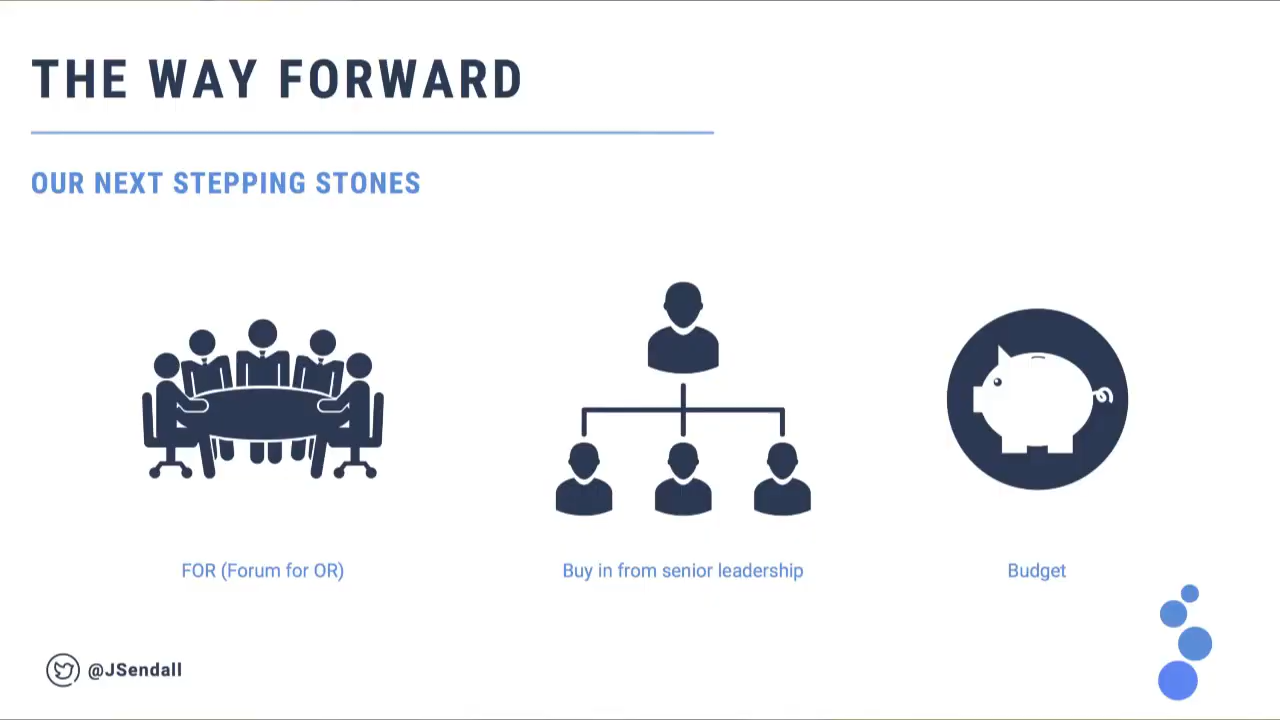 THE WAY FORWARD
OUR NEXT STEPPING STONES
FOR (Forum for OR)
Buy in from senior leadership
Budget
@JSendall